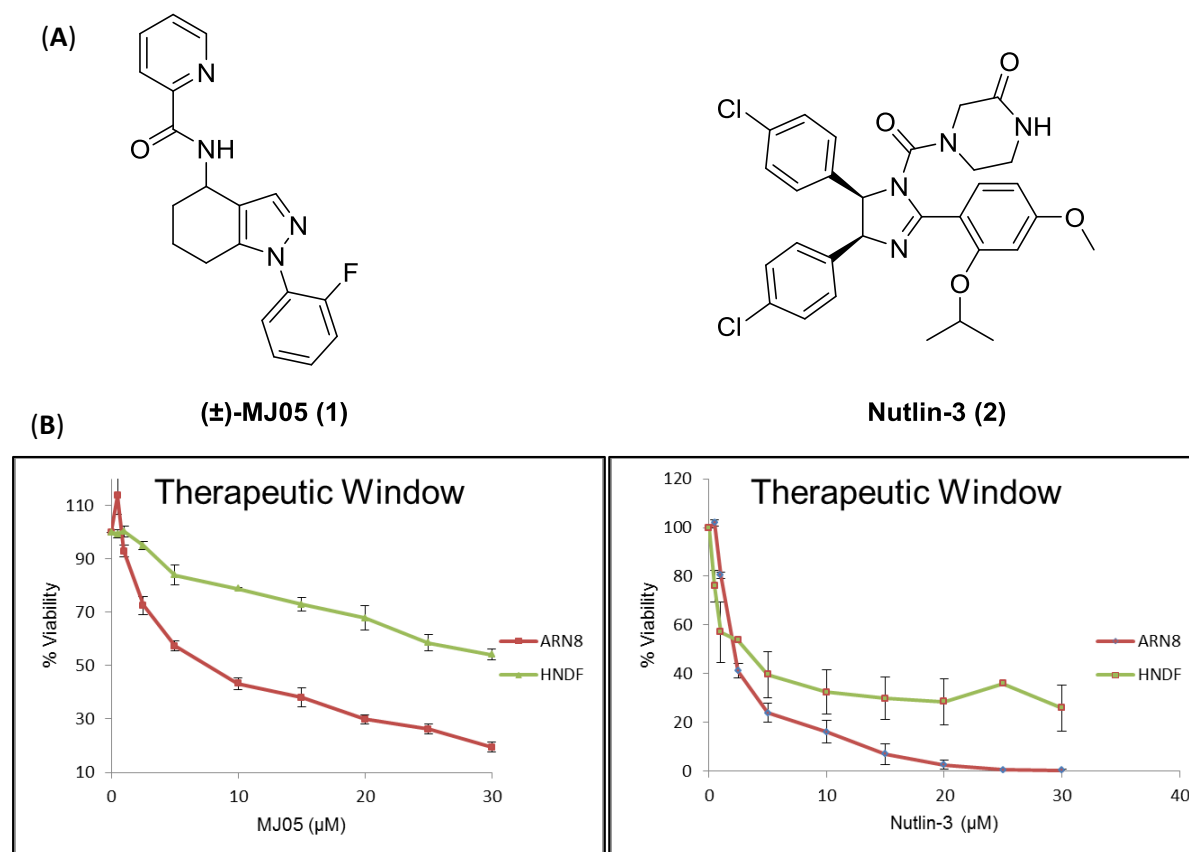 (A)
N
O
NH
N
N
F
(±)-MJ05 (1)
Cl
O
O
N
NH
N
N
O
O
Cl
Nutlin-3 (2)
(B)
Therapeutic Window
110
90
70
50
30
10
% Viability
0
10
20
30
MJ05 (µM)
ARN8
HNDF
Therapeutic Window
120
100
80
60
40
20
0
% Viability
0
10
20
30
40
Nutlin-3 (µM)
ARN8
HNDF